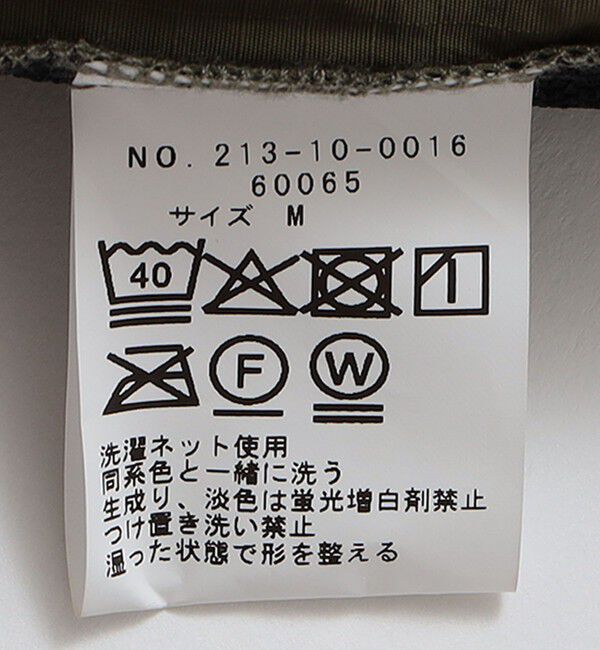 NO. 213-10-0016
60065
サイズ M
40
F W
洗濯ネット使用
同系色と一緒に洗う
生成り、淡色は蛍光増白剤禁止
つけ置き洗い禁止
湿った状態で形を整える